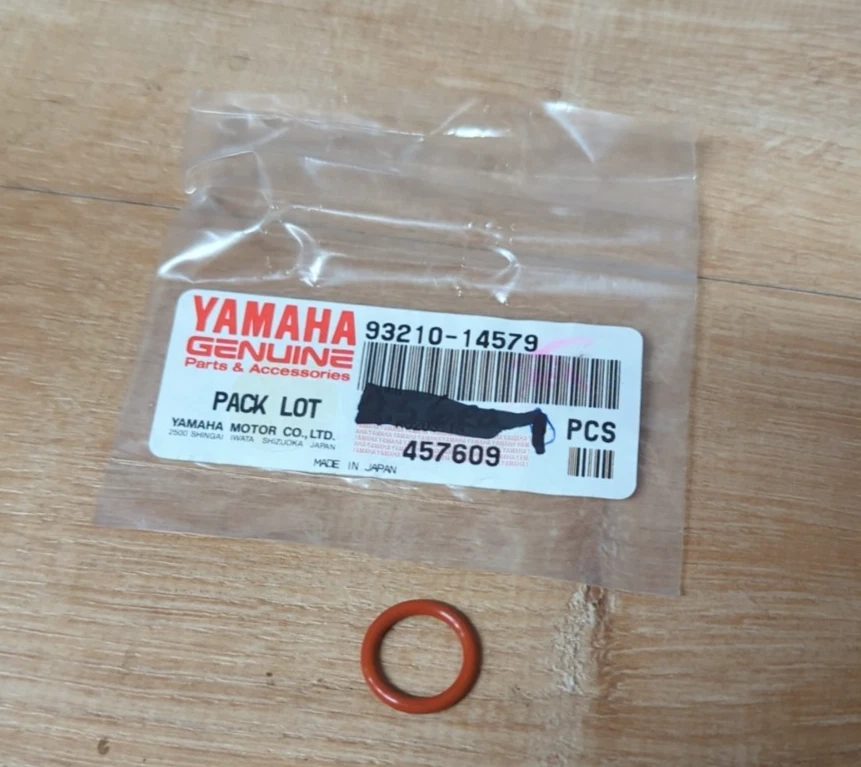 YAMAHA
GENUINE
Parts & Accessories
93210-14579
PACK LOT
YAMAHA MOTOR CO., LTD.
2500 SHINGAI IWATA SHIZUOKA JAPAN
MADE IN JAPAN
457609
PCS